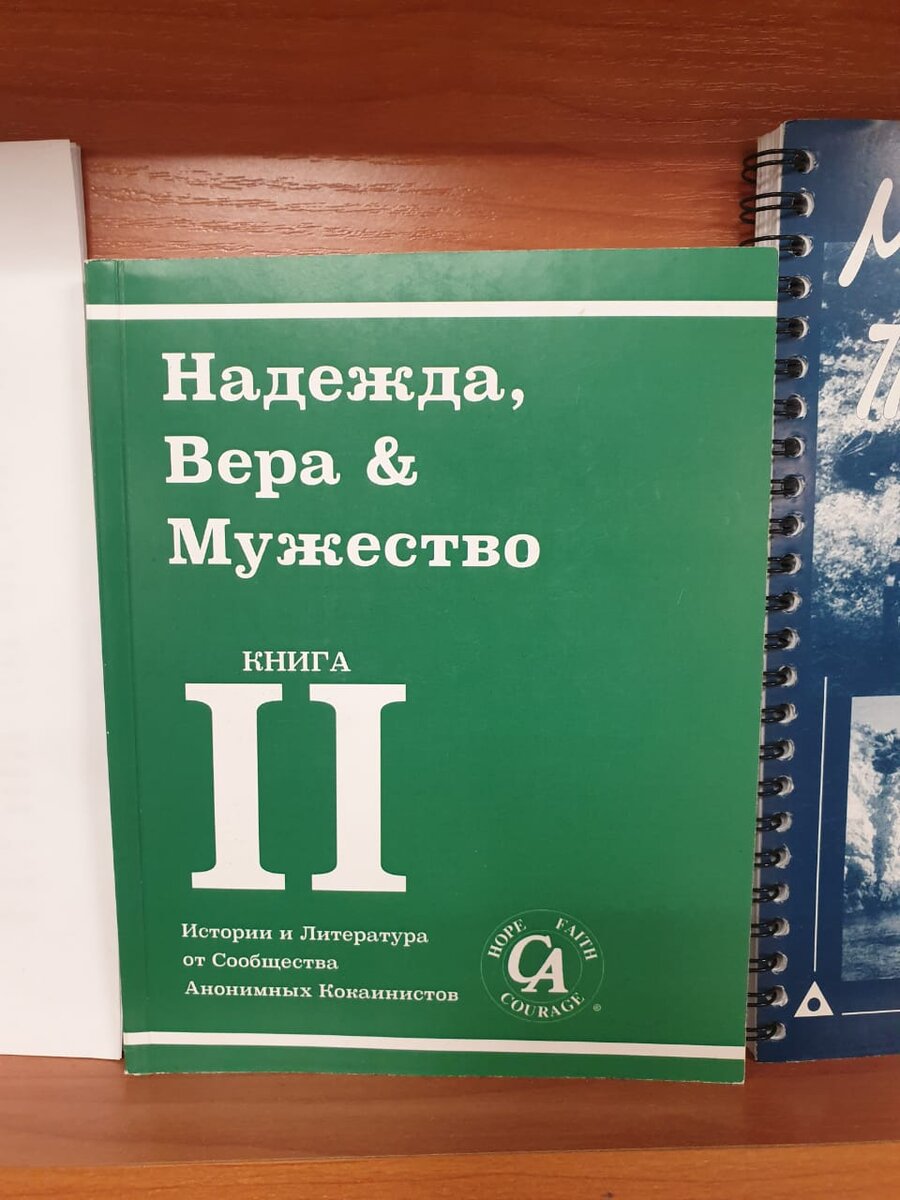 Надежда,
Вера &
Мужество
КНИГА
II
Истории и Литература
от Сообщества
Анонимных Кокаинистов
HOPE FAITH
CA
COURAGE
®